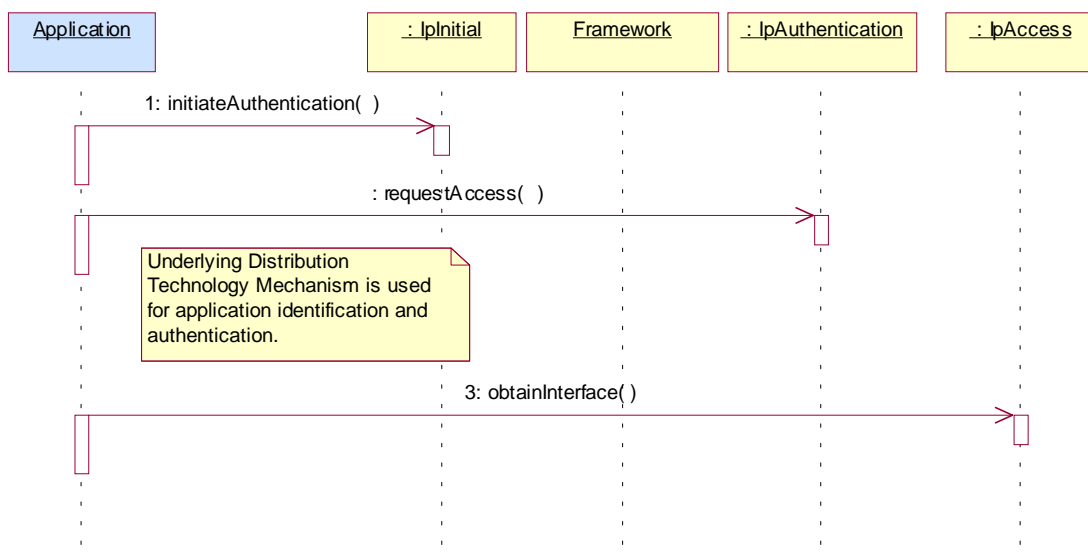 Application
: IpInitial
Framework
: IpAuthentication
: IpAccess
1: initiateAuthentication( )
: requestAccess( )
Underlying Distribution
Technology Mechanism is used
for application identification and
authentication.
3: obtainInterface( )